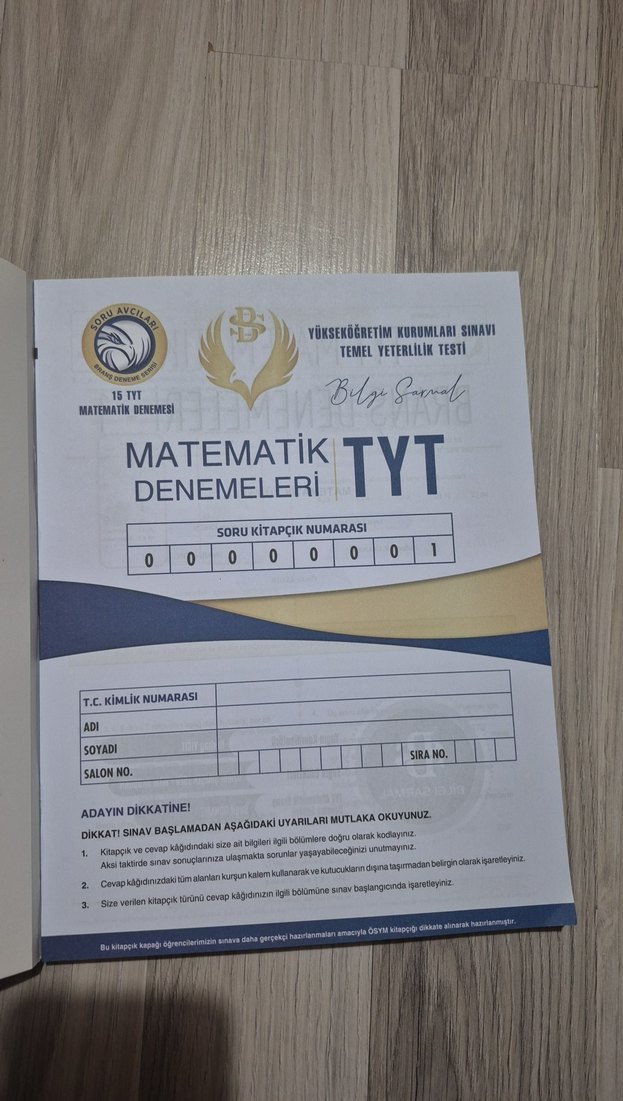 SORU AVCILARI
BRANŞ DENEME SERİSİ
15 TYT
MATEMATİK DENEMESİ
BS
YÜKSEKÖĞRETİM KURUMLARI SINAVI
TEMEL YETERLİLİK TESTİ
Bilgi Sarmal
MATEMATİK
DENEMELERİ
TYT
SORU KİTAPÇIK NUMARASI
0 0 0 0 0 0 0 1
T.C. KİMLİK NUMARASI
ADI
SOYADI
SALON NO. SIRA NO.
ADAYIN DİKKATİNE!
DİKKAT! SINAV BAŞLAMADAN AŞAĞIDAKİ UYARILARI MUTLAKA OKUYUNUZ.
1. Kitapçık ve cevap kâğıdındaki size ait bilgileri ilgili bölümlere doğru olarak kodlayınız.
Aksi taktirde sınav sonuçlarınıza ulaşmakta sorunlar yaşayabileceğinizi unutmayınız.
2. Cevap kâğıdınızdaki tüm alanları kurşun kalem kullanarak ve kutucukların dışına taşırmadan belirgin olarak işaretleyiniz.
3. Size verilen kitapçık türünü cevap kâğıdınızın ilgili bölümüne sınav başlangıcında işaretleyiniz.
Bu kitapçık kapağı öğrencilerimizin sınava daha gerçekçi hazırlanmaları amacıyla ÖSYM kitapçığı dikkate alınarak hazırlanmıştır.